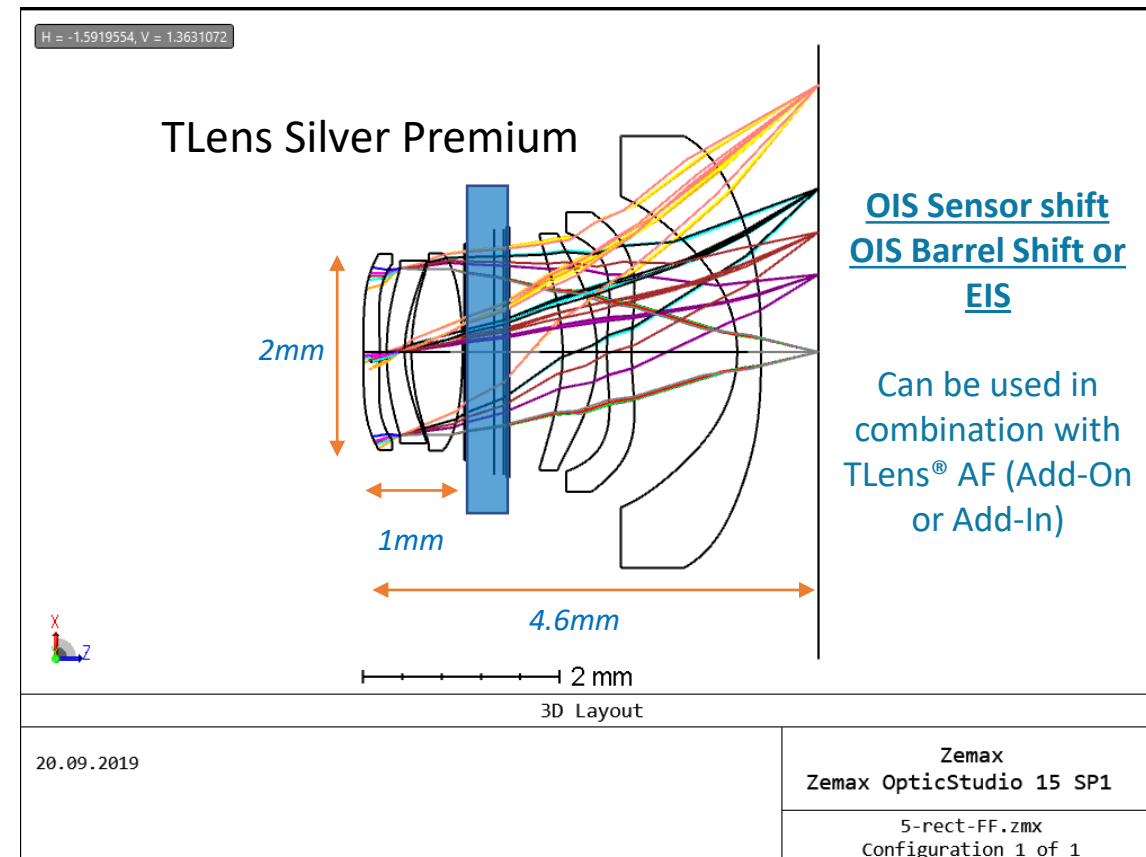 H = -1.5919554, V = 1.3631072
TLens Silver Premium
OIS Sensor shift
OIS Barrel Shift or
EIS
2mm
Can be used in
combination with
TLens® AF (Add-On
or Add-In)
1mm
4.6mm
X
Z
2 mm
3D Layout
20.09.2019
Zemax
Zemax OpticStudio 15 SP1
5-rect-FF.zmx
Configuration 1 of 1